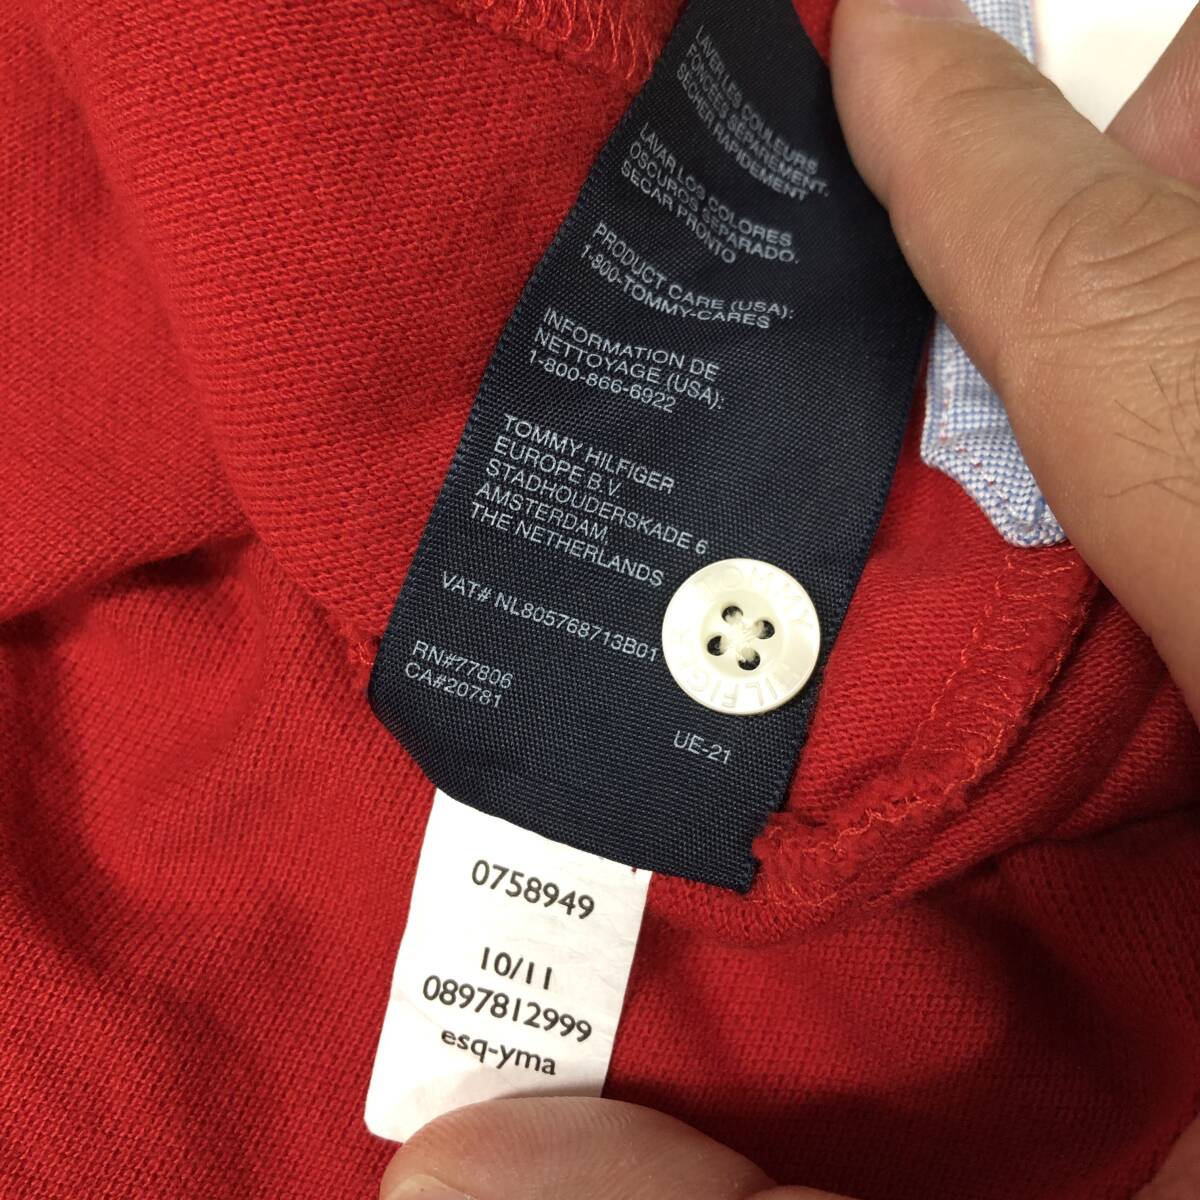 LAVER LES COULEURS
FONCÉES SÉPARÉMENT.
SÉCHER RAPIDEMENT
LAVAR LOS COLORES
OSCUROS SEPARADO.
SECAR PRONTO
PRODUCT CARE (USA):
1-800-TOMMY-CARES
INFORMATION DE
NETTOYAGE (USA):
1-800-866-6922
TOMMY HILFIGER
EUROPE B.V.
STADHOUDERSKADE 6
AMSTERDAM,
THE NETHERLANDS
VAT# NL805768713B01
RN#77806
CA#20781
UE-21
0758949
10/11
0897812999
esq-yma